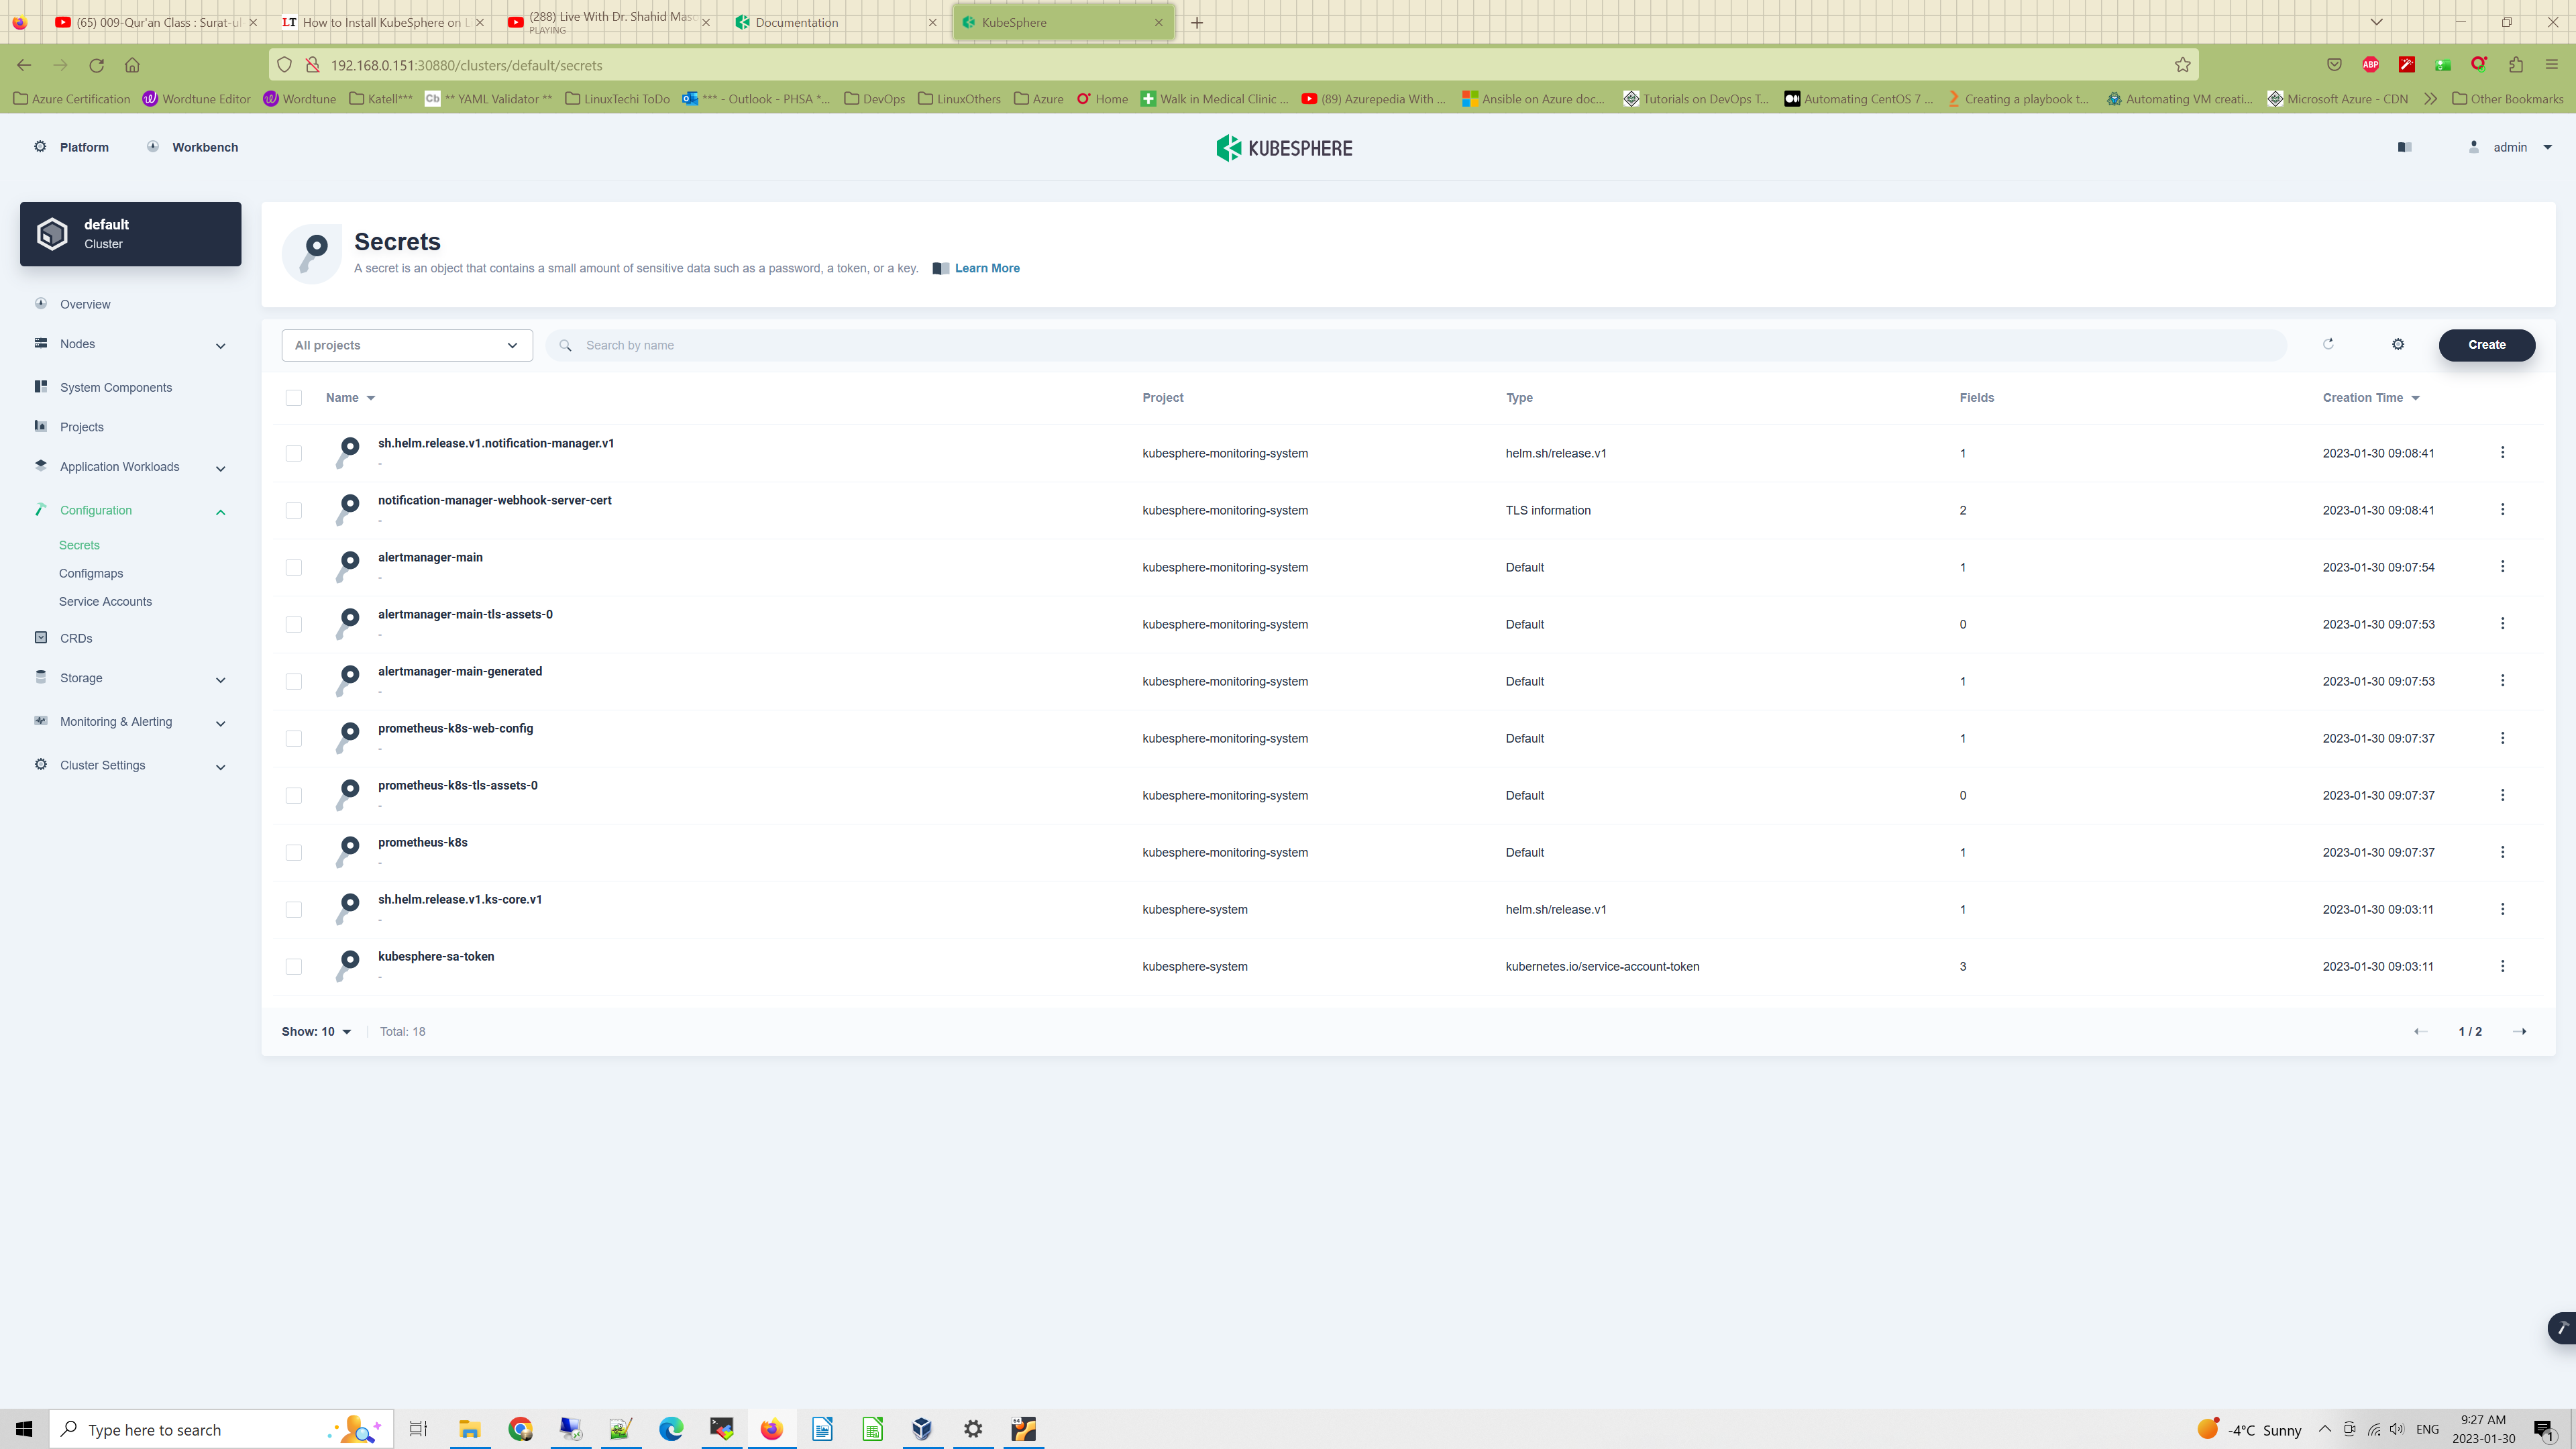 (65) 009-Qur'an Class : Surat-ul
How to Install KubeSphere on L
(288) Live With Dr. Shahid Maso
PLAYING
Documentation
KubeSphere
192.168.0.151:30880/clusters/default/secrets
Azure Certification
Wordtune Editor
Wordtune
Katell***
** YAML Validator **
LinuxTechi ToDo
*** - Outlook - PHSA *...
DevOps
LinuxOthers
Azure
Home
Walk in Medical Clinic ...
(89) Azurepedia With ...
Ansible on Azure doc...
Tutorials on DevOps T...
Automating CentOS 7 ...
Creating a playbook t...
Automating VM creati...
Microsoft Azure - CDN
Other Bookmarks
Platform
Workbench
KUBESPHERE
admin
default
Cluster
Overview
Nodes
System Components
Projects
Application Workloads
Configuration
Secrets
Configmaps
Service Accounts
CRDs
Storage
Monitoring & Alerting
Cluster Settings
Secrets
A secret is an object that contains a small amount of sensitive data such as a password, a token, or a key. Learn More
All projects
Search by name
Create
Name Project Type Fields Creation Time
sh.helm.release.v1.notification-manager.v1
-
kubesphere-monitoring-system helm.sh/release.v1 1 2023-01-30 09:08:41
notification-manager-webhook-server-cert
-
kubesphere-monitoring-system TLS information 2 2023-01-30 09:08:41
alertmanager-main
-
kubesphere-monitoring-system Default 1 2023-01-30 09:07:54
alertmanager-main-tls-assets-0
-
kubesphere-monitoring-system Default 0 2023-01-30 09:07:53
alertmanager-main-generated
-
kubesphere-monitoring-system Default 1 2023-01-30 09:07:53
prometheus-k8s-web-config
-
kubesphere-monitoring-system Default 1 2023-01-30 09:07:37
prometheus-k8s-tls-assets-0
-
kubesphere-monitoring-system Default 0 2023-01-30 09:07:37
prometheus-k8s
-
kubesphere-monitoring-system Default 1 2023-01-30 09:07:37
sh.helm.release.v1.ks-core.v1
-
kubesphere-system helm.sh/release.v1 1 2023-01-30 09:03:11
kubesphere-sa-token
-
kubesphere-system kubernetes.io/service-account-token 3 2023-01-30 09:03:11
Show: 10 Total: 18
1 / 2
Type here to search
-4°C Sunny
ENG
9:27 AM
2023-01-30
1